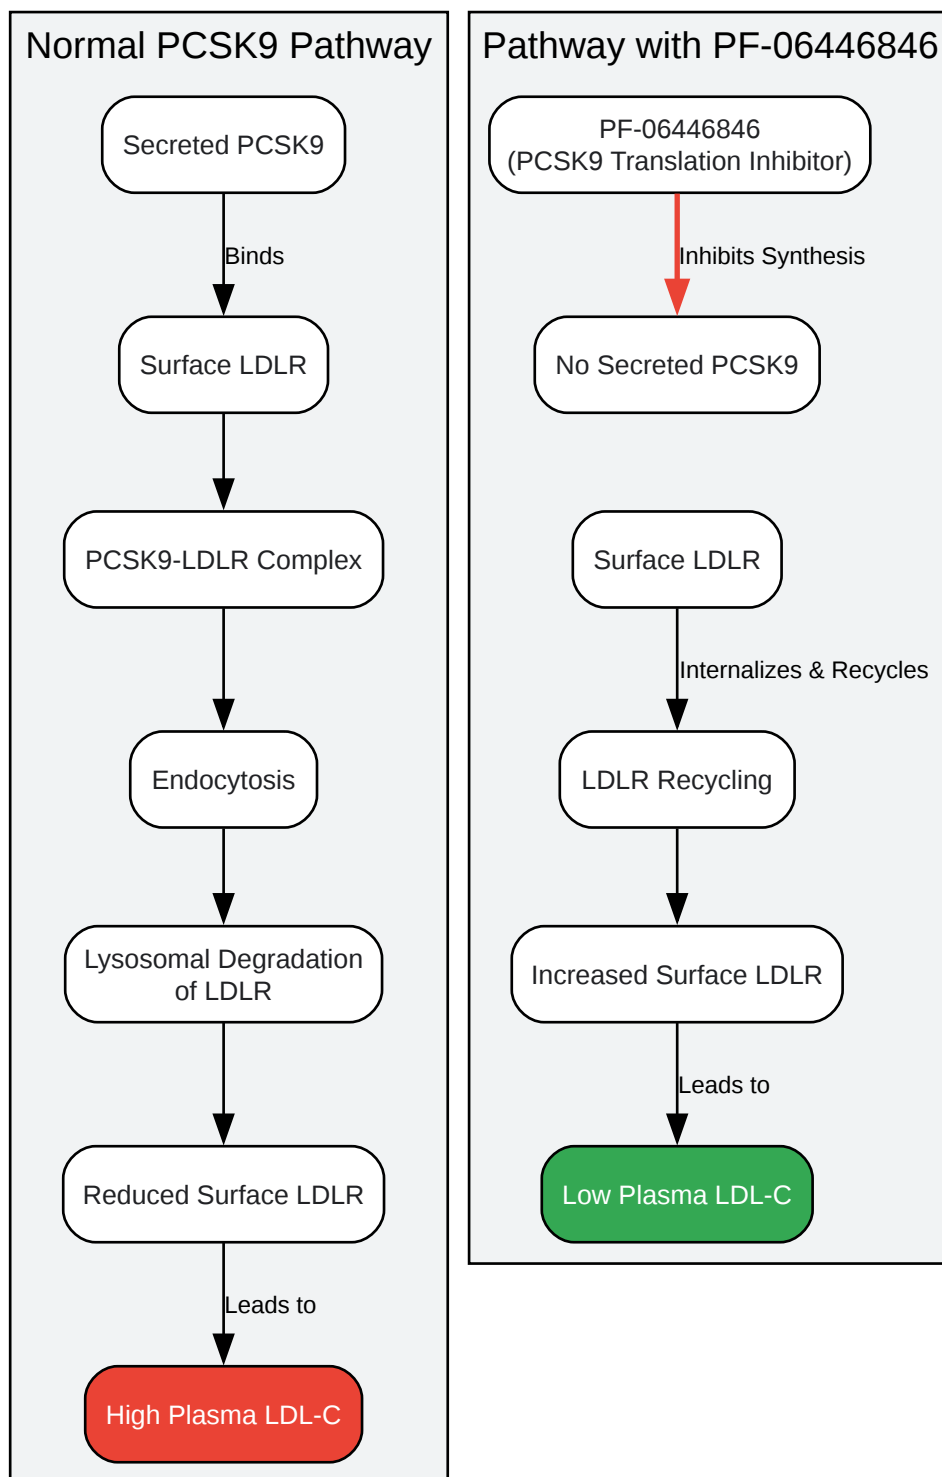 Normal PCSK9 Pathway
Secreted PCSK9
Binds
Surface LDLR
PCSK9-LDLR Complex
Endocytosis
Lysosomal Degradation
of LDLR
Reduced Surface LDLR
Leads to
High Plasma LDL-C
Pathway with PF-06446846
PF-06446846
(PCSK9 Translation Inhibitor)
Inhibits Synthesis
No Secreted PCSK9
Surface LDLR
Internalizes & Recycles
LDLR Recycling
Increased Surface LDLR
Leads to
Low Plasma LDL-C